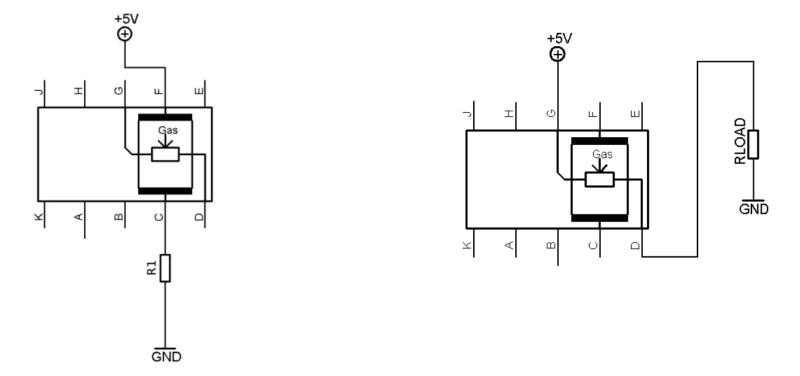 +5V
J H G F E
Gas
K A B C D
R1
GND
+5V
J H G F E
Gas
K A B C D
RLOAD
GND